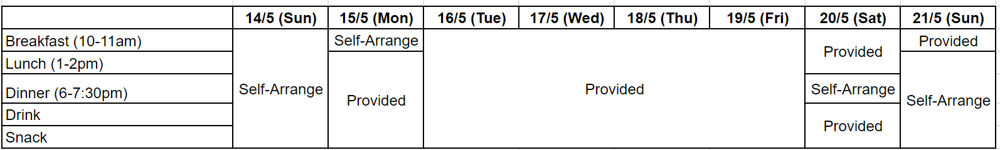 14/5 (Sun) 15/5 (Mon) 16/5 (Tue) 17/5 (Wed) 18/5 (Thu) 19/5 (Fri) 20/5 (Sat) 21/5 (Sun)
Breakfast (10-11am) Self-Arrange Provided
Provided
Lunch (1-2pm)
Dinner (6-7:30pm) Self-Arrange Provided Self-Arrange
Provided Self-Arrange
Drink
Provided
Snack